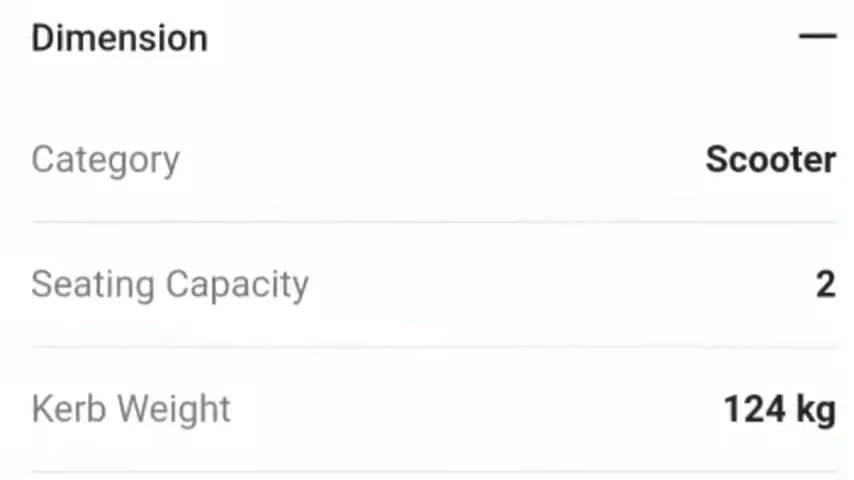 Dimension
Category Scooter
Seating Capacity 2
Kerb Weight 124 kg